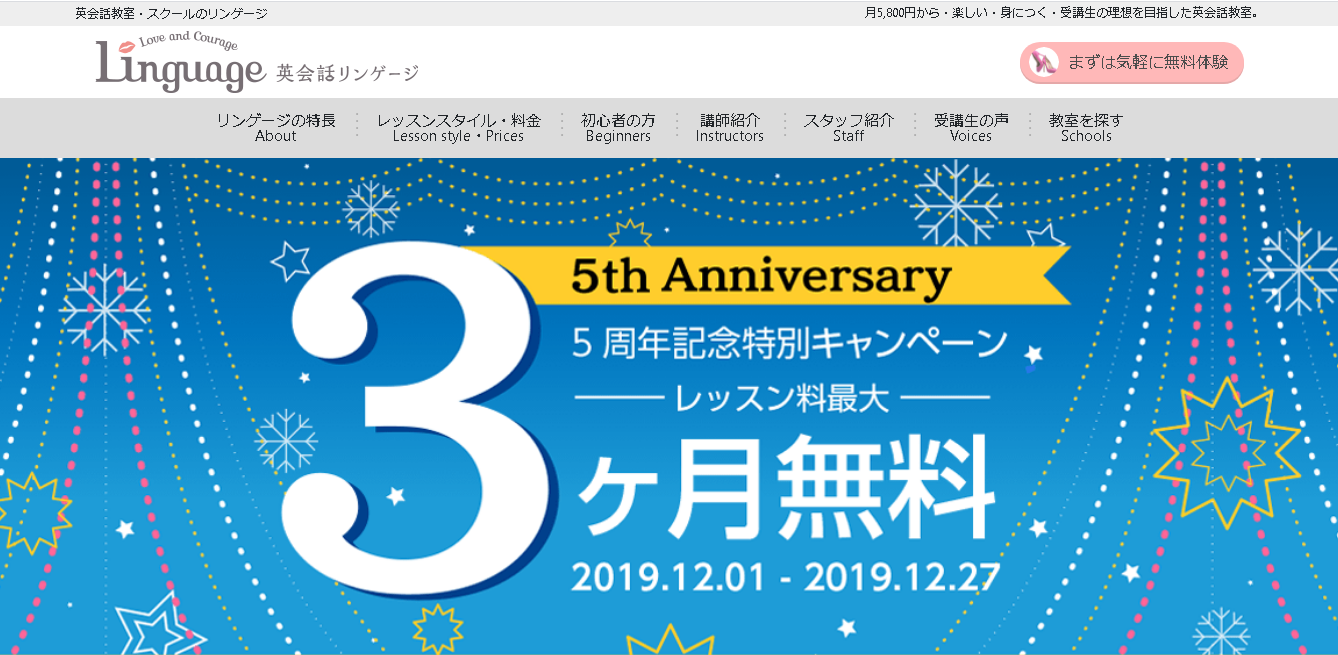 英会話教室・スクールのリンゲージ
月5,800円から・楽しい・身につく・受講生の理想を目指した英会話教室。
Love and Courage
Linguage 英会話リンゲージ
まずは気軽に無料体験
リンゲージの特長
About
レッスンスタイル・料金
Lesson style・Prices
初心者の方
Beginners
講師紹介
Instructors
スタッフ紹介
Staff
受講生の声
Voices
教室を探す
Schools
5th Anniversary
5周年記念特別キャンペーン
レッスン料最大
3ヶ月無料
2019.12.01 - 2019.12.27